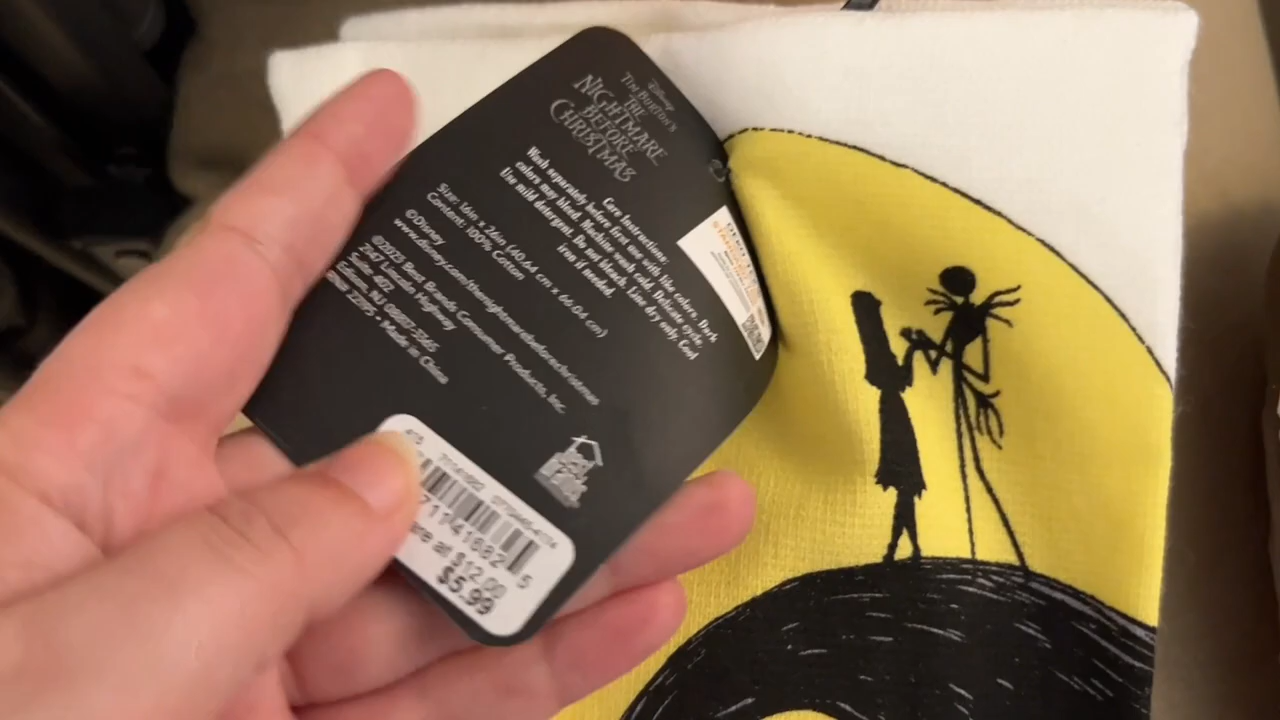 Disney
TIM BURTON'S
THE
NIGHTMARE
BEFORE
CHRISTMAS
Care Instructions:
Wash separately before first use with like colors. Dark
colors may bleed. Machine wash cold. Delicate cycle.
Use mild detergent. Do not bleach. Line dry only. Cool
iron if needed.
Size: 16in x 26in (40.64 cm x 66.04 cm)
Content: 100% Cotton
©Disney
www.disney.com/thenightmarebeforechristmas
©2023 Best Brands Consumer Products, Inc.
2147 Lincoln Highway
Suite 402
Edison, NJ
Made in China
at $12.00
$5.99